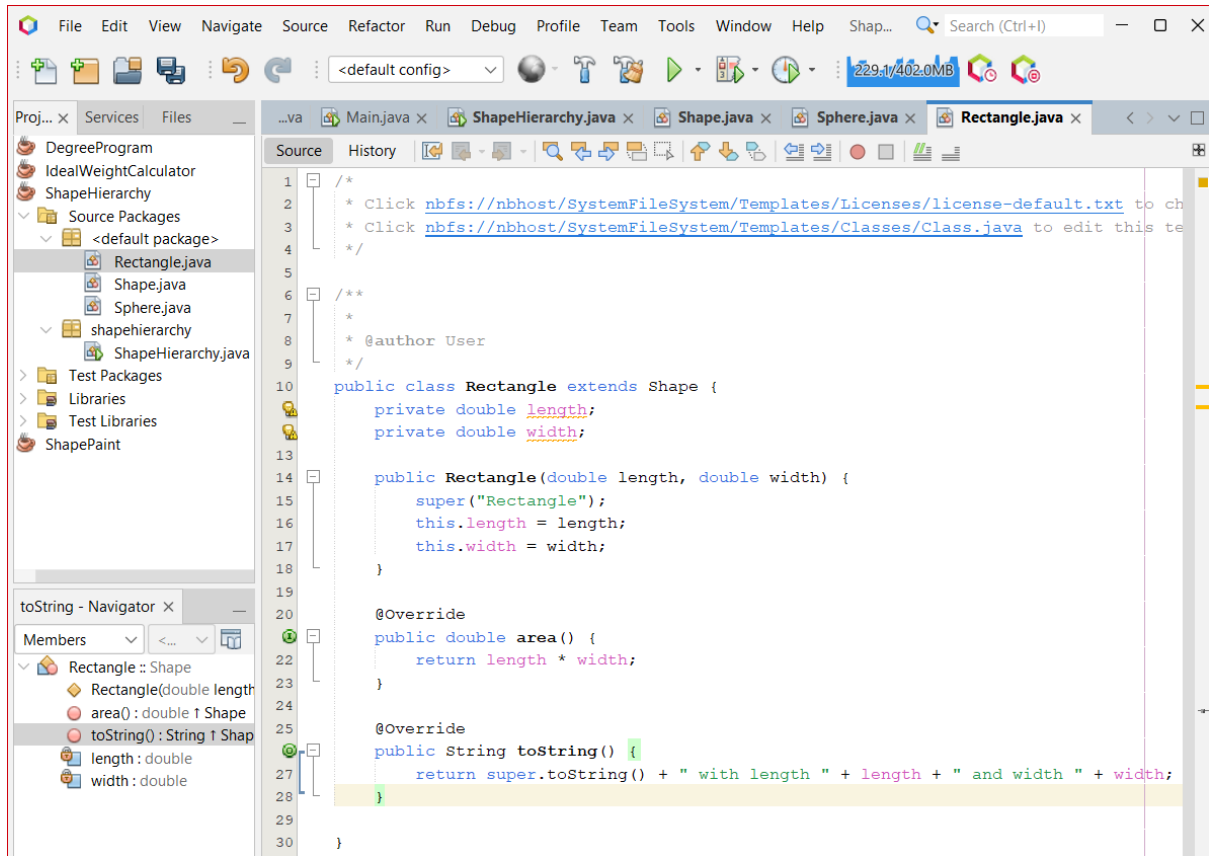 File Edit View Navigate Source Refactor Run Debug Profile Team Tools Window Help Shap... Search (Ctrl+I)
<default config> 229.1/402.0MB
Proj... Services Files
...va Main.java ShapeHierarchy.java Shape.java Sphere.java Rectangle.java
Source History
DegreeProgram
IdealWeightCalculator
ShapeHierarchy
Source Packages
<default package>
Rectangle.java
Shape.java
Sphere.java
shapehierarchy
ShapeHierarchy.java
Test Packages
Libraries
Test Libraries
ShapePaint
toString - Navigator
Members <...
Rectangle :: Shape
Rectangle(double length
area() : double ↑ Shape
toString() : String ↑ Shap
length : double
width : double
1 /*
2 * Click nbfs://nbhost/SystemFileSystem/Templates/Licenses/license-default.txt to ch
3 * Click nbfs://nbhost/SystemFileSystem/Templates/Classes/Class.java to edit this te
4 */
5
6 /**
7 *
8 * @author User
9 */
10 public class Rectangle extends Shape {
private double length;
private double width;
13
14 public Rectangle(double length, double width) {
15 super("Rectangle");
16 this.length = length;
17 this.width = width;
18 }
19
20 @Override
public double area() {
22 return length * width;
23 }
24
25 @Override
public String toString() {
27 return super.toString() + " with length " + length + " and width " + width;
28 }
29
30 }